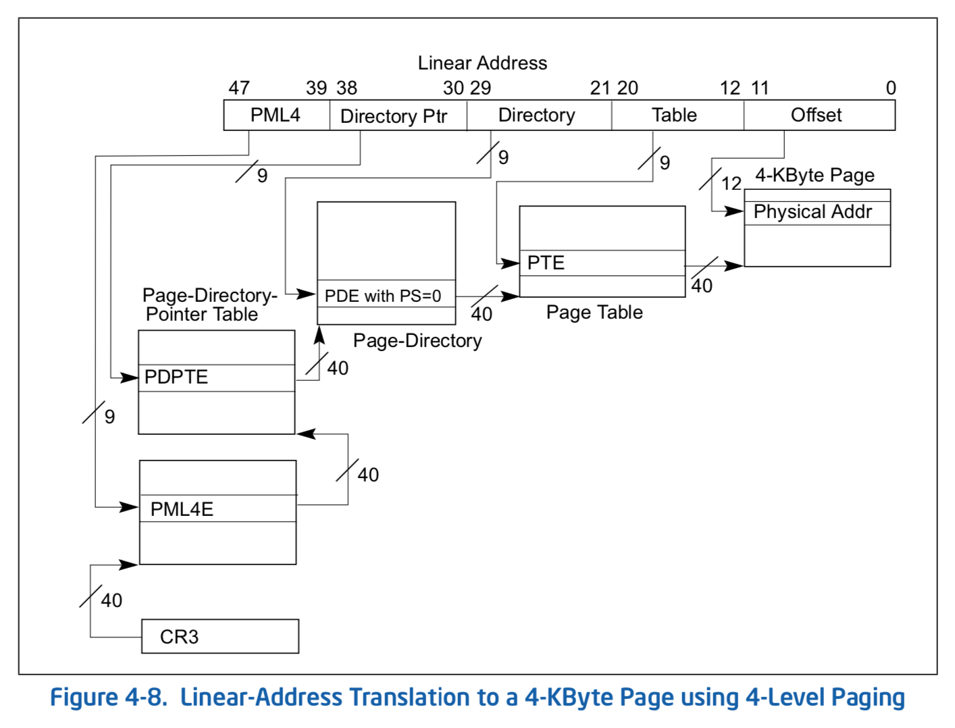 Linear Address
47 39 38 30 29 21 20 12 11 0
PML4 Directory Ptr Directory Table Offset
9
9
9
12
4-KByte Page
Physical Addr
PTE
40
PDE with PS=0
40
Page Table
Page-Directory-
Pointer Table
Page-Directory
PDPTE
40
9
40
PML4E
40
CR3
Figure 4-8. Linear-Address Translation to a 4-KByte Page using 4-Level Paging